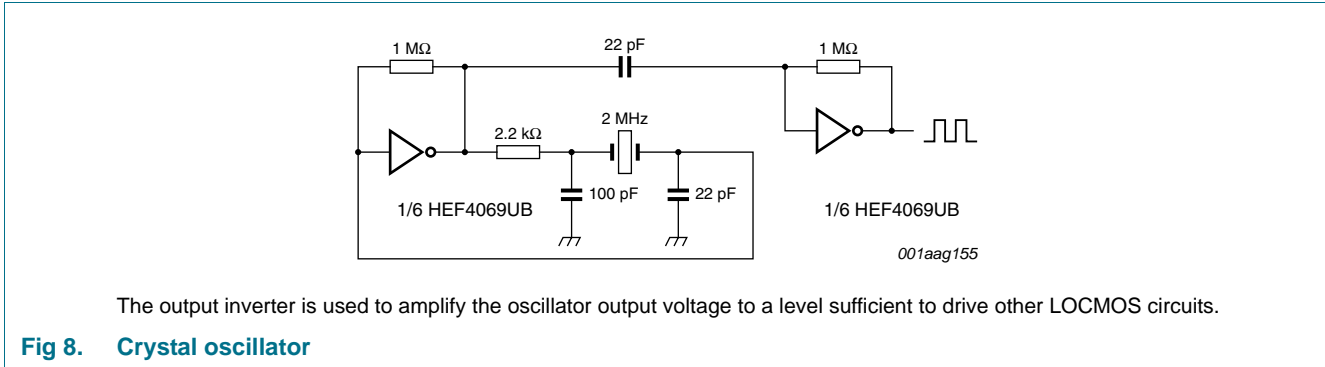 1 MΩ
22 pF
1 MΩ
2.2 kΩ
2 MHz
100 pF
22 pF
1/6 HEF4069UB
1/6 HEF4069UB
001aag155
The output inverter is used to amplify the oscillator output voltage to a level sufficient to drive other LOCMOS circuits.
Fig 8. Crystal oscillator